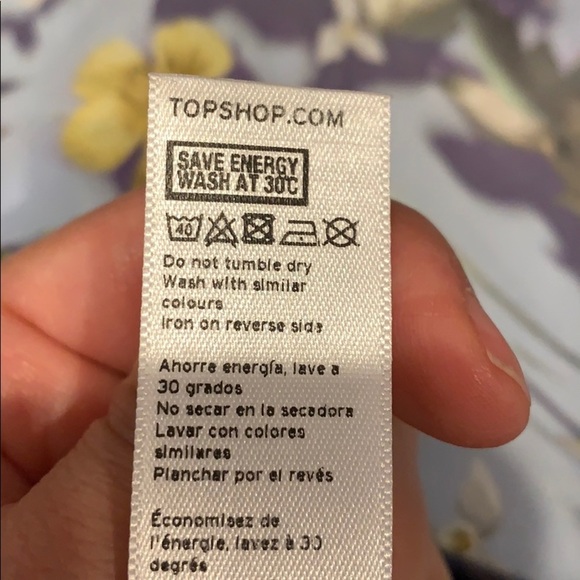 TOPSHOP.COM
SAVE ENERGY
WASH AT 30°C
40
Do not tumble dry
Wash with similar
colours
Iron on reverse side
Ahorre energía, lave a
30 grados
No secar en la secadora
Lavar con colores
similares
Planchar por el revés
Économisez de
l'énergie, lavez à 30
degrés